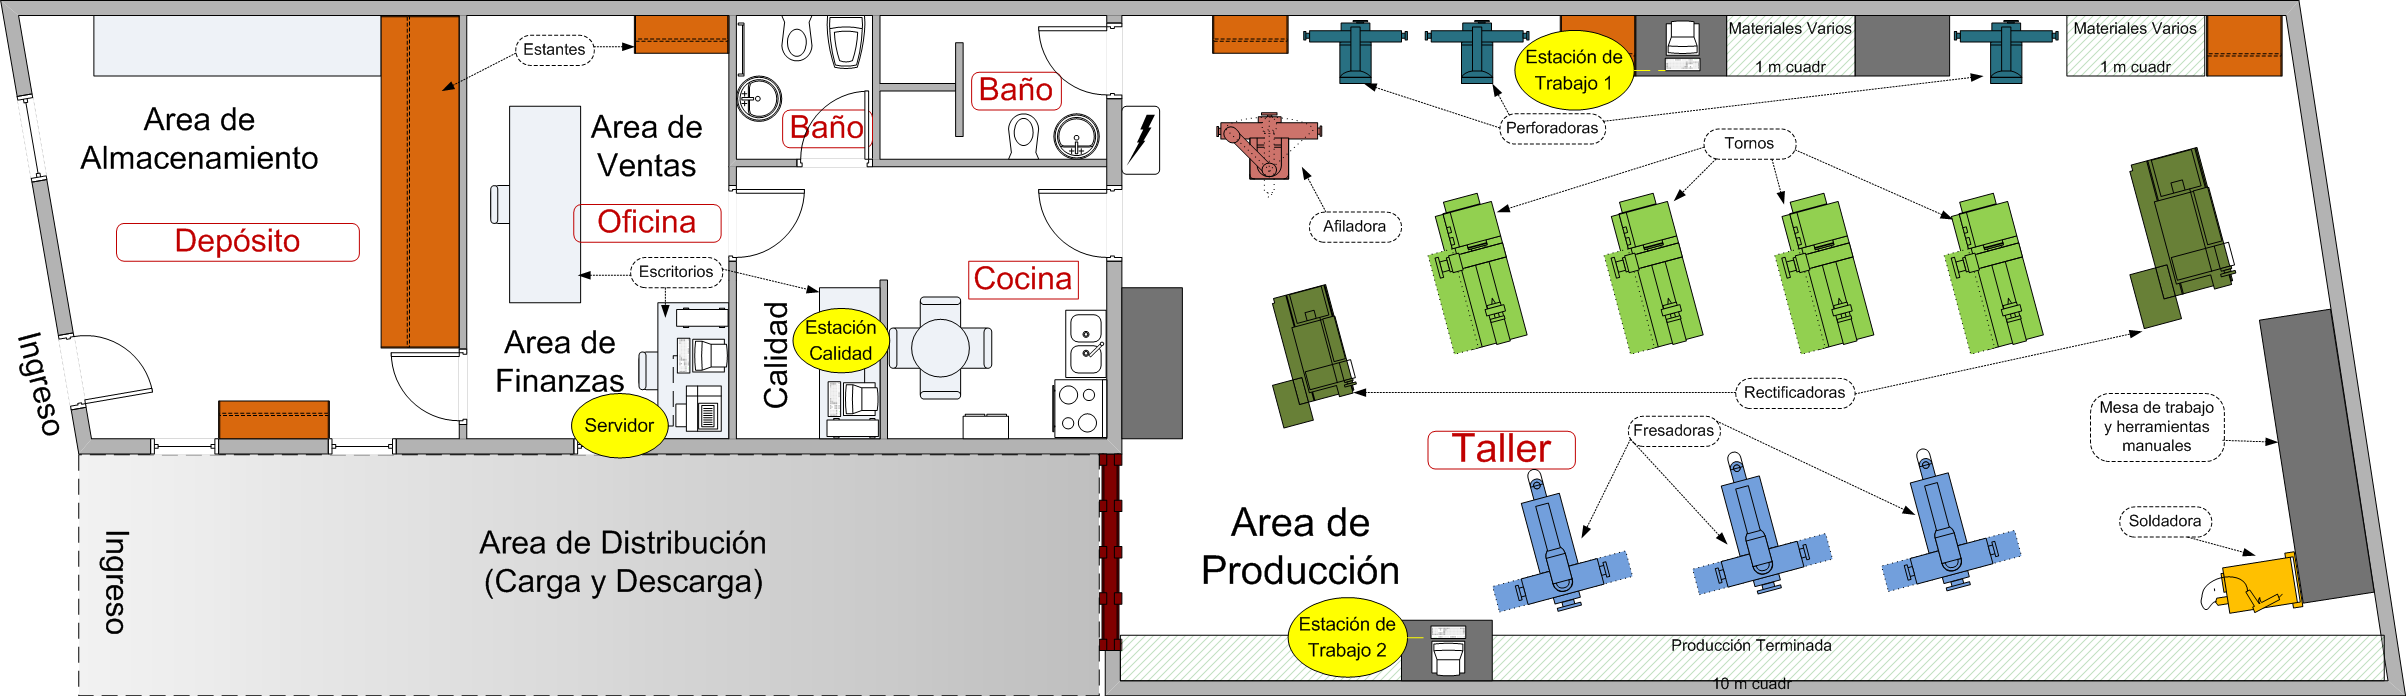 Estantes
Area de
Almacenamiento
Depósito
Ingreso
Area de
Ventas
Oficina
Escritorios
Area de
Finanzas
Servidor
Baño
Baño
Calidad
Estación
Calidad
Cocina
Ingreso
Area de Distribución
(Carga y Descarga)
Estación de
Trabajo 1
Materiales Varios
1 m cuadr
Materiales Varios
1 m cuadr
Perforadoras
Tornos
Afiladora
Rectificadoras
Mesa de trabajo
y herramientas
manuales
Fresadoras
Taller
Soldadora
Area de
Producción
Estación de
Trabajo 2
Producción Terminada
10 m cuadr